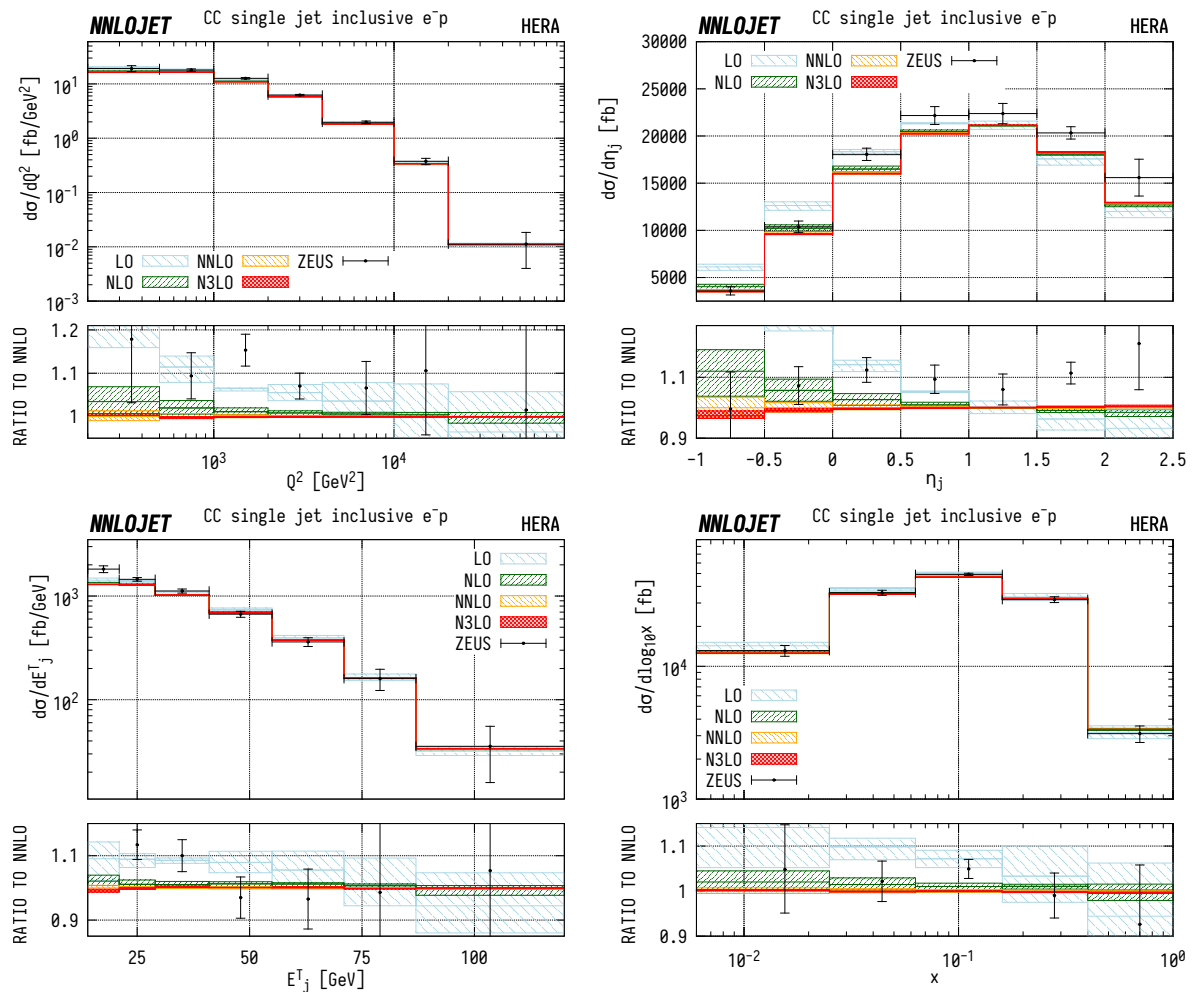 NNLOJET CC single jet inclusive e⁻p HERA
dσ/dQ² [fb/GeV²]
10¹
10⁰
10⁻¹
10⁻²
10⁻³
LO NNLO ZEUS
NLO N3LO
RATIO TO NNLO
1.2
1.1
1
10³ 10⁴
Q² [GeV²]
NNLOJET CC single jet inclusive e⁻p HERA
dσ/dηⱼ [fb]
30000
25000
20000
15000
10000
5000
LO NNLO ZEUS
NLO N3LO
RATIO TO NNLO
1.1
1
0.9
-1 -0.5 0 0.5 1 1.5 2 2.5
ηⱼ
NNLOJET CC single jet inclusive e⁻p HERA
dσ/dEᵀⱼ [fb/GeV]
10³
10²
LO
NLO
NNLO
N3LO
ZEUS
RATIO TO NNLO
1.1
0.9
25 50 75 100
Eᵀⱼ [GeV]
NNLOJET CC single jet inclusive e⁻p HERA
dσ/dlog₁₀x [fb]
10⁴
10³
LO
NLO
NNLO
N3LO
ZEUS
RATIO TO NNLO
1.1
1
0.9
10⁻² 10⁻¹ 10⁰
x